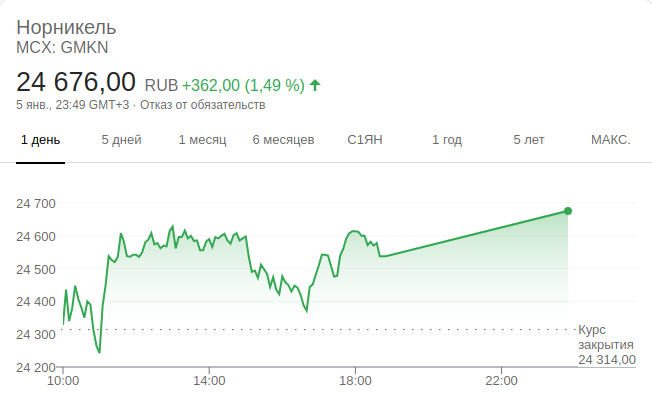 Норникель
MCX: GMKN
24 676,00 RUB +362,00 (1,49 %)
5 янв., 23:49 GMT+3 · Отказ от обязательств
1 день 5 дней 1 месяц 6 месяцев С1ЯН 1 год 5 лет МАКС.
24 700
24 600
24 500
24 400
24 300
24 200
Курс
закрытия
24 314,00
10:00 14:00 18:00 22:00